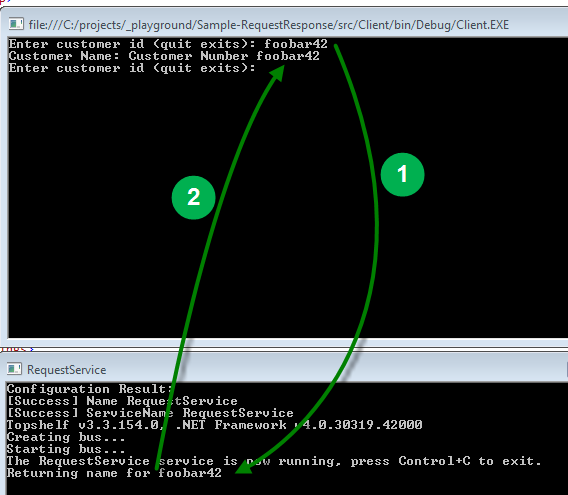 file:///C:/projects/_playground/Sample-RequestResponse/src/Client/bin/Debug/Client.EXE
Enter customer id (quit exits): foobar42
Customer Name: Customer Number foobar42
Enter customer id (quit exits):
1
2
RequestService
Configuration Result:
[Success] Name RequestService
[Success] ServiceName RequestService
Topshelf v3.3.154.0, .NET Framework v4.0.30319.42000
Creating bus...
Starting bus...
The RequestService service is now running, press Control+C to exit.
Returning name for foobar42